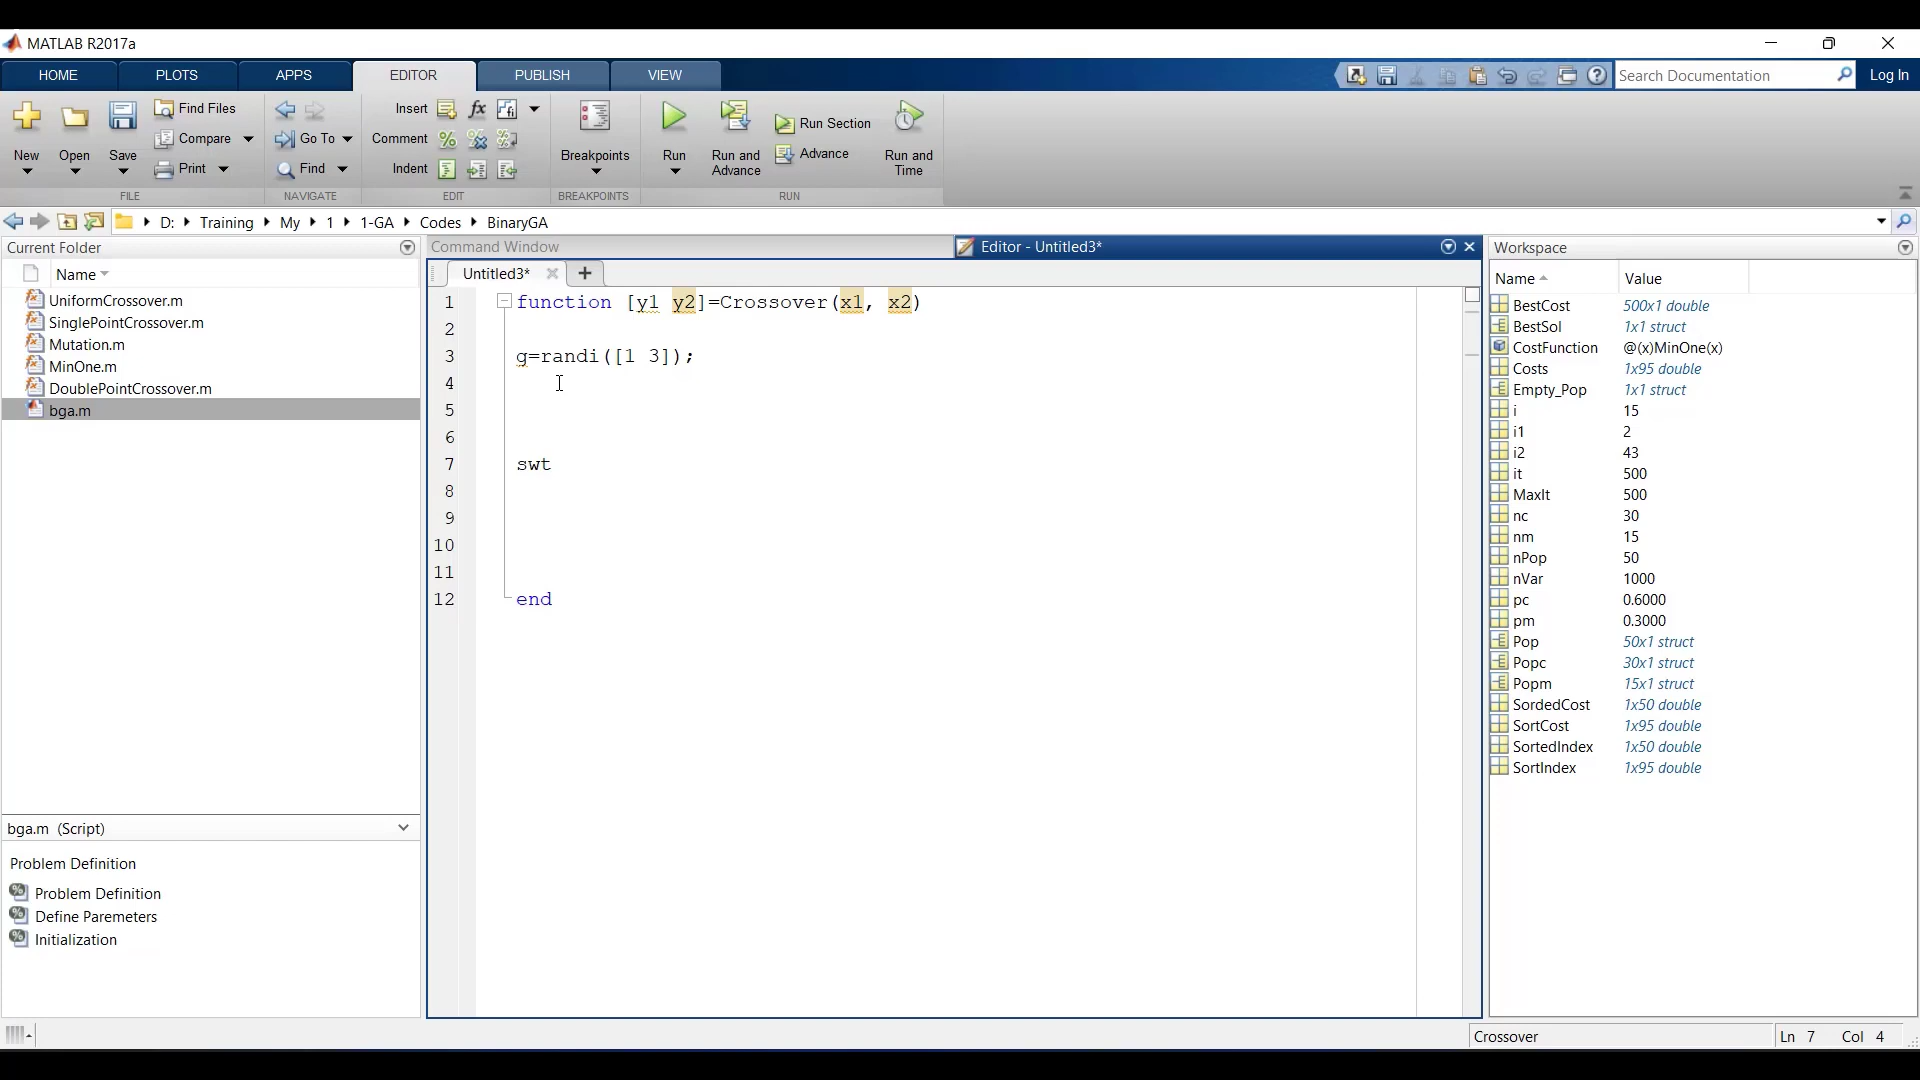 MATLAB R2017a
HOME PLOTS APPS EDITOR PUBLISH VIEW Search Documentation Log In
New Open Save Find Files Compare Print Go To Find Insert Comment Indent Breakpoints Run Run and Advance Run Section Advance Run and Time
FILE NAVIGATE EDIT BREAKPOINTS RUN
D: Training My 1 1-GA Codes BinaryGA
Current Folder
Name
UniformCrossover.m
SinglePointCrossover.m
Mutation.m
MinOne.m
DoublePointCrossover.m
bga.m
bga.m (Script)
Problem Definition
Problem Definition
Define Paremeters
Initialization
Command Window
Editor - Untitled3*
Untitled3*
1 function [y1 y2]=Crossover(x1, x2)
2
3 g=randi([1 3]);
4
5
6
7 swt
8
9
10
11
12 end
Workspace
Name Value
BestCost 500x1 double
BestSol 1x1 struct
CostFunction @(x)MinOne(x)
Costs 1x95 double
Empty_Pop 1x1 struct
i 15
i1 2
i2 43
it 500
MaxIt 500
nc 30
nm 15
nPop 50
nVar 1000
pc 0.6000
pm 0.3000
Pop 50x1 struct
Popc 30x1 struct
Popm 15x1 struct
SordedCost 1x50 double
SortCost 1x95 double
SortedIndex 1x50 double
SortIndex 1x95 double
Crossover Ln 7 Col 4